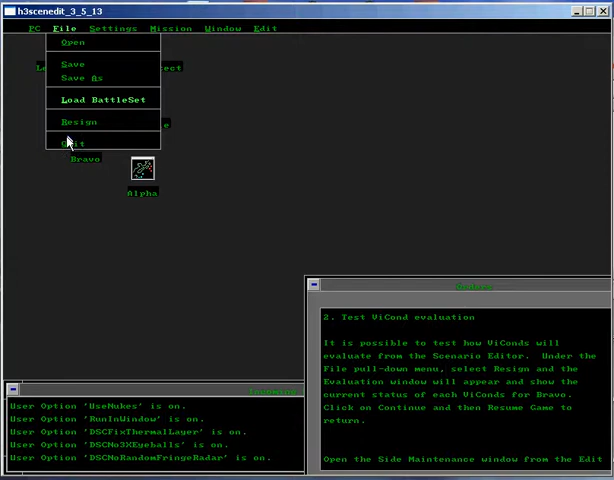 h3scenedit_3_5_13
PC File Settings Mission Window Edit
Open
Save
Save As
Load BattleSet
Resign
Quit
Bravo
Alpha
2. Test ViCond evaluation
It is possible to test how ViConds will
evaluate from the Scenario Editor. Under the
File pull-down menu, select Resign and the
Evaluation window will appear and show the
current status of each ViConds for Bravo.
Click on Continue and then Resume Game to
return.
Open the Side Maintenance window from the Edit
User Option 'UseNukes' is on.
User Option 'RunInWindow' is on.
User Option 'DSCFixThermalLayer' is on.
User Option 'DSCNo3XEyeballs' is on.
User Option 'DSCNoRandomFringeRadar' is on.